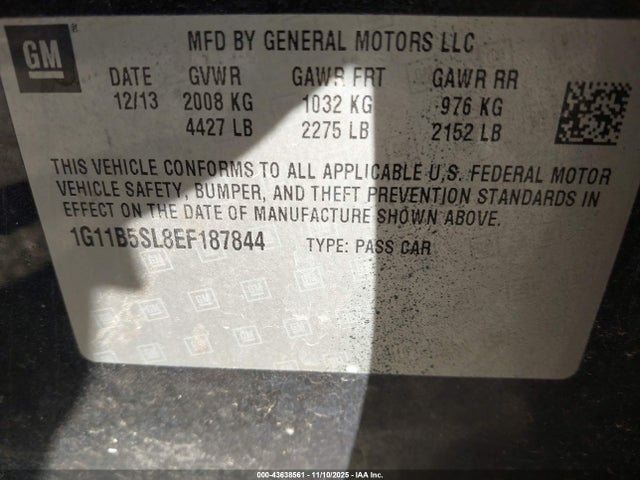 GM
MFD BY GENERAL MOTORS LLC
DATE GVWR GAWR FRT GAWR RR
12/13 2008 KG 1032 KG 976 KG
4427 LB 2275 LB 2152 LB
THIS VEHICLE CONFORMS TO ALL APPLICABLE U.S. FEDERAL MOTOR
VEHICLE SAFETY, BUMPER, AND THEFT PREVENTION STANDARDS IN
EFFECT ON THE DATE OF MANUFACTURE SHOWN ABOVE.
1G11B5SL8EF187844 TYPE: PASS CAR
000-43638561 - 11/10/2025 - IAA Inc.